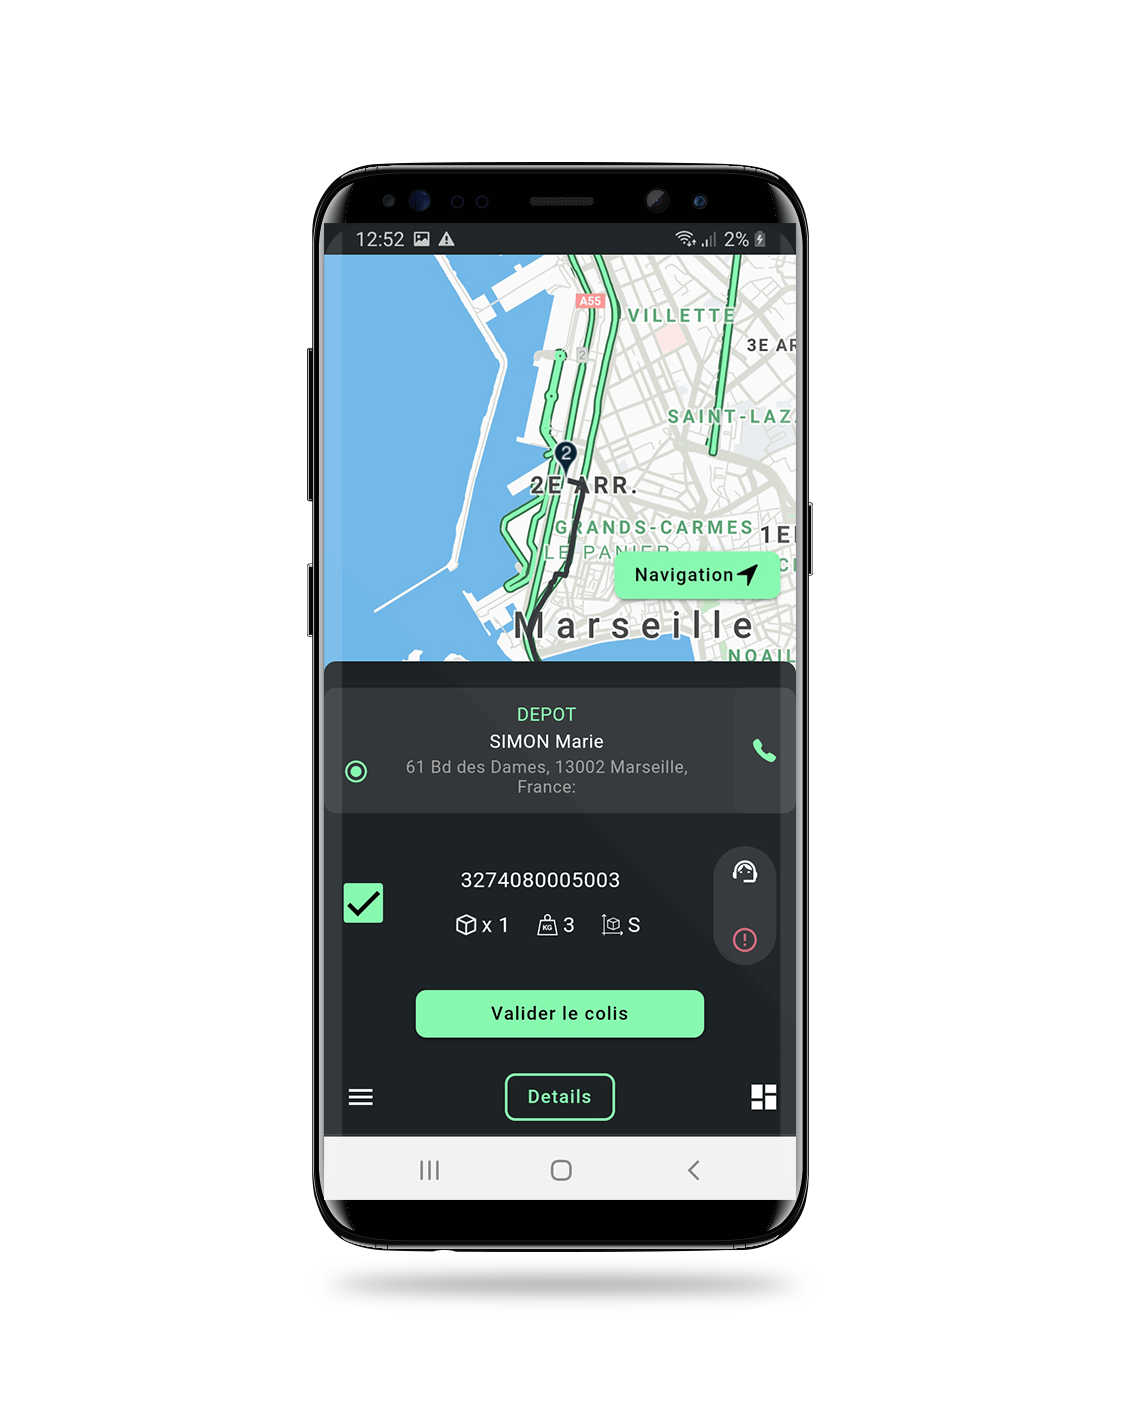 12:52
2%
A55
VILLETTE
3E AR
2
SAINT-LAZ
2
2E ARR.
GRANDS-CARMES
1E
LE PANIER
Navigation
Marseille
NOAIL
DEPOT
SIMON Marie
61 Bd des Dames, 13002 Marseille,
France:
3274080005003
x 1
KG
3
S
Valider le colis
Details